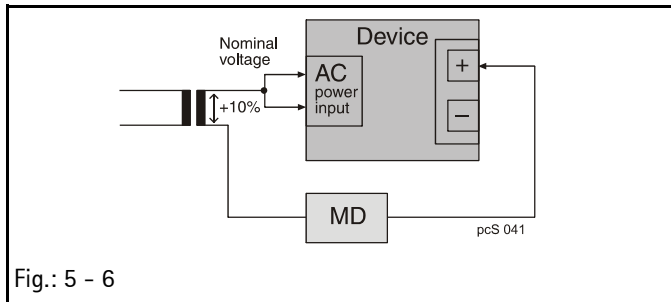 Device
Nominal
voltage
AC
power
input
+
−
+10%
MD
pcS 041
Fig.: 5 - 6